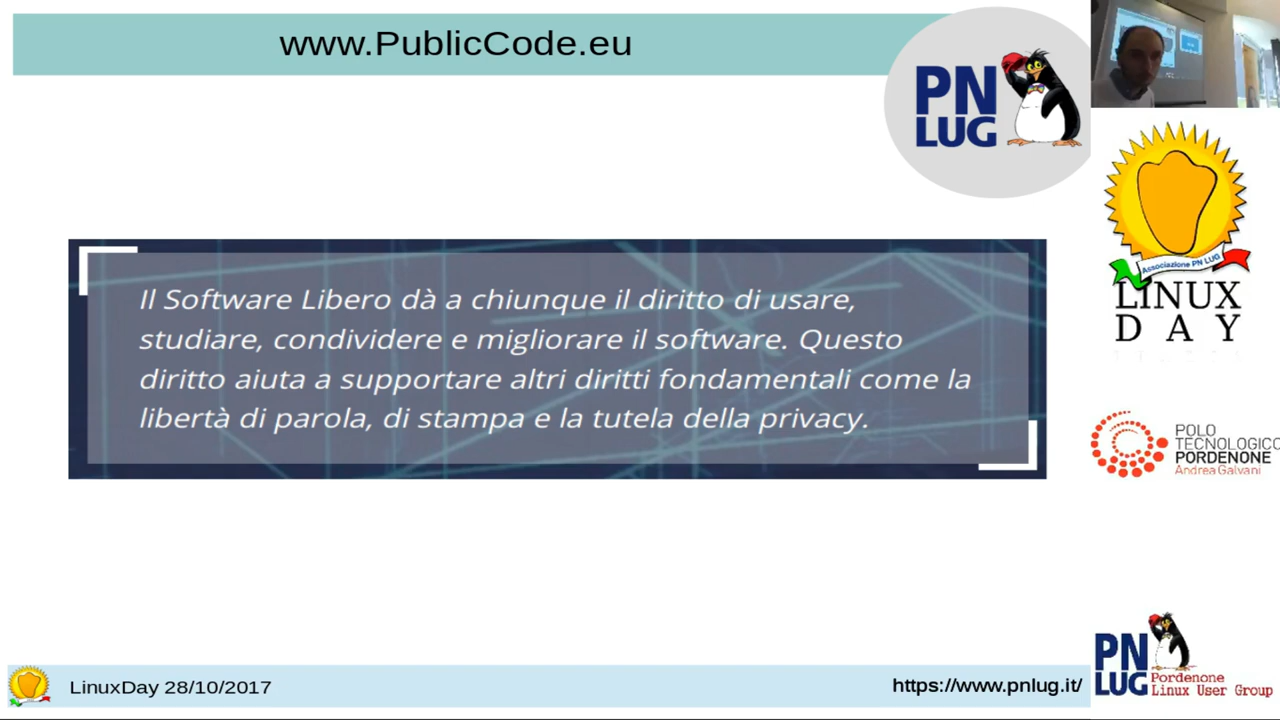 www.PublicCode.eu
PN
LUG
Il Software Libero dà a chiunque il diritto di usare,
studiare, condividere e migliorare il software. Questo
diritto aiuta a supportare altri diritti fondamentali come la
libertà di parola, di stampa e la tutela della privacy.
LinuxDay 28/10/2017
https://www.pnlug.it/
Associazione PN LUG
LINUX
DAY
POLO
TECNOLOGICO
PORDENONE
Andrea Galvani
PN
LUG
Pordenone
Linux User Group